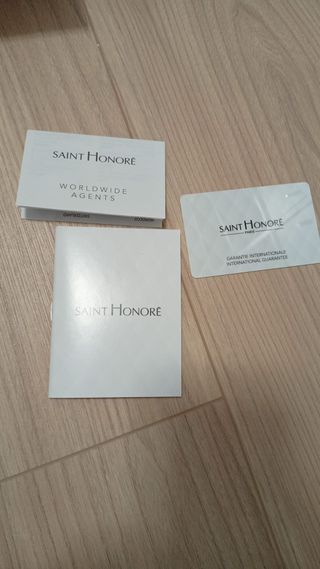 SAINT HONORÉ
WORLDWIDE
AGENTS
SAINT HONORÉ
PARIS
GARANTIE INTERNATIONALE
INTERNATIONAL GUARANTEE
SAINT HONORÉ